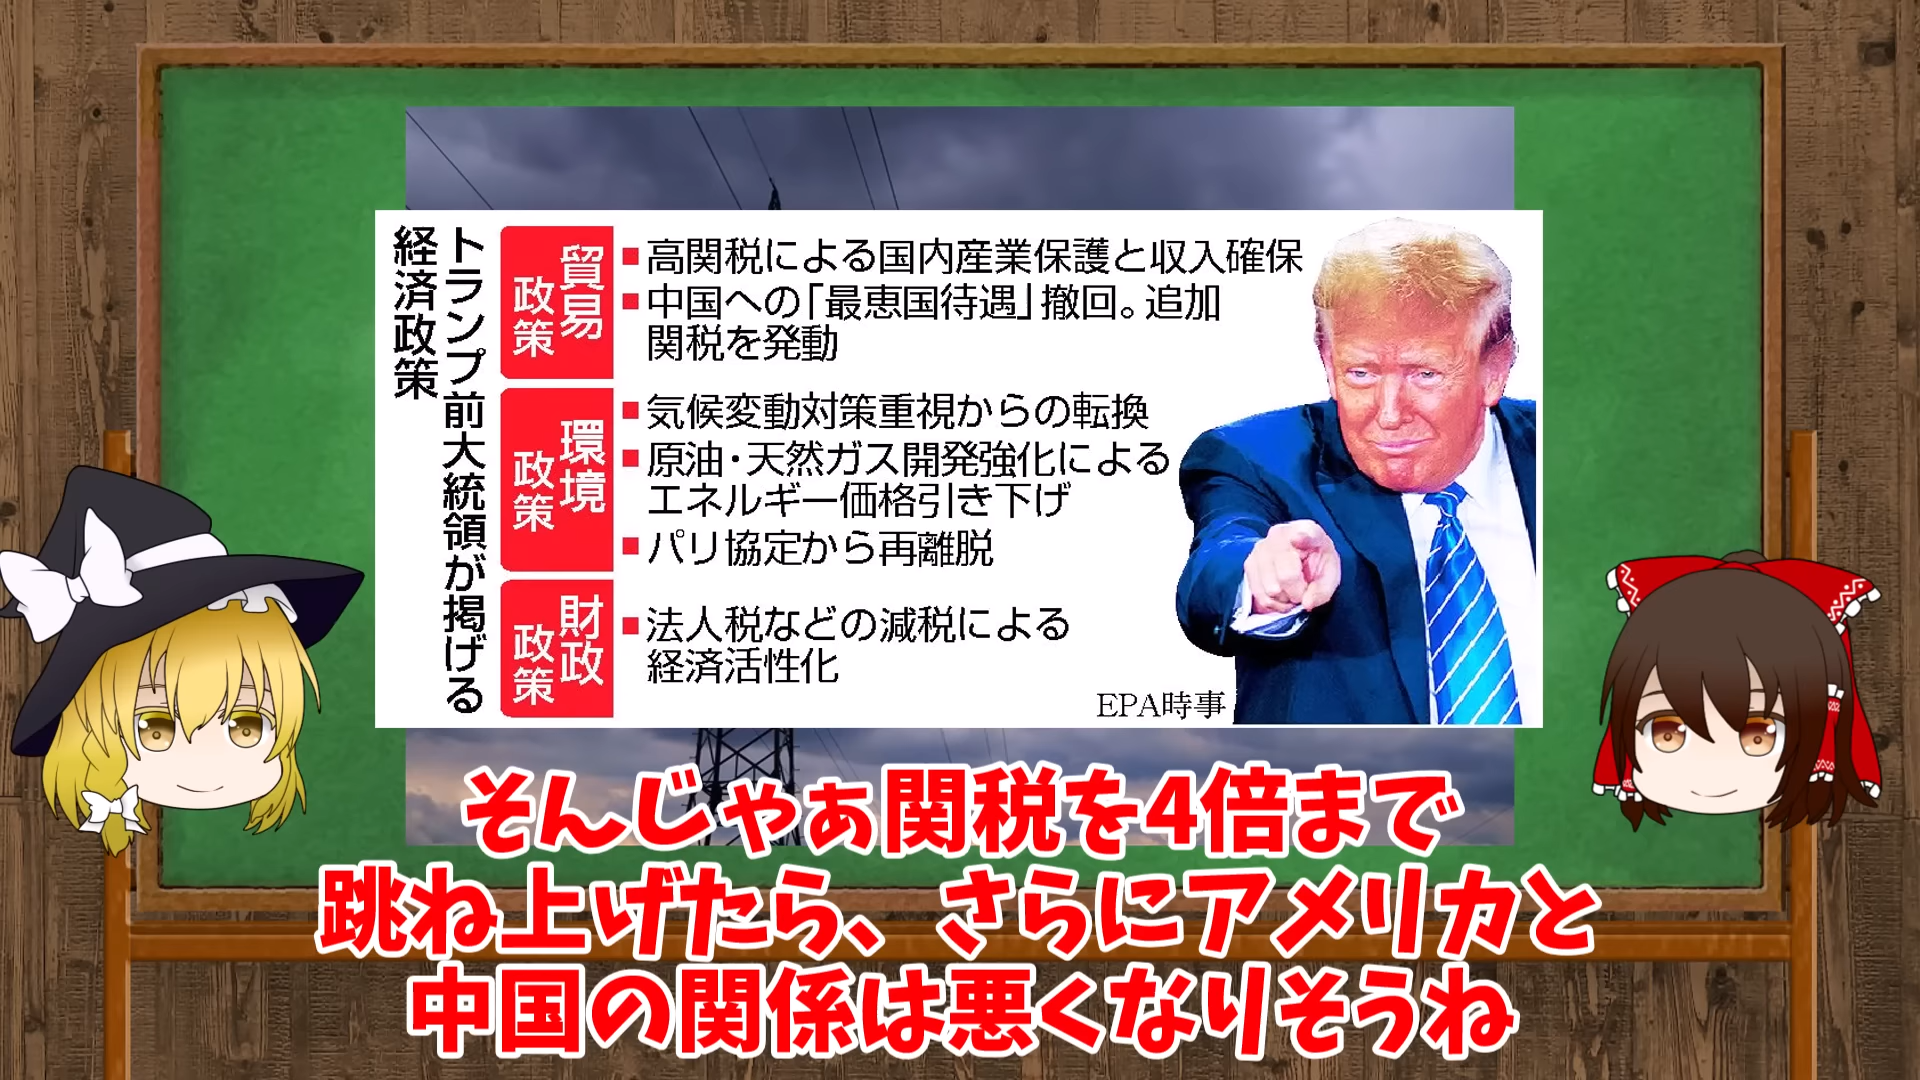 トランプ前大統領が掲げる
経済政策
貿易
政策
高関税による国内産業保護と収入確保
中国への「最恵国待遇」撤回。追加
関税を発動
環境
政策
気候変動対策重視からの転換
原油・天然ガス開発強化による
エネルギー価格引き下げ
パリ協定から再離脱
財政
政策
法人税などの減税による
経済活性化
EPA時事
そんじゃぁ関税を4倍まで
跳ね上げたら、さらにアメリカと
中国の関係は悪くなりそうね